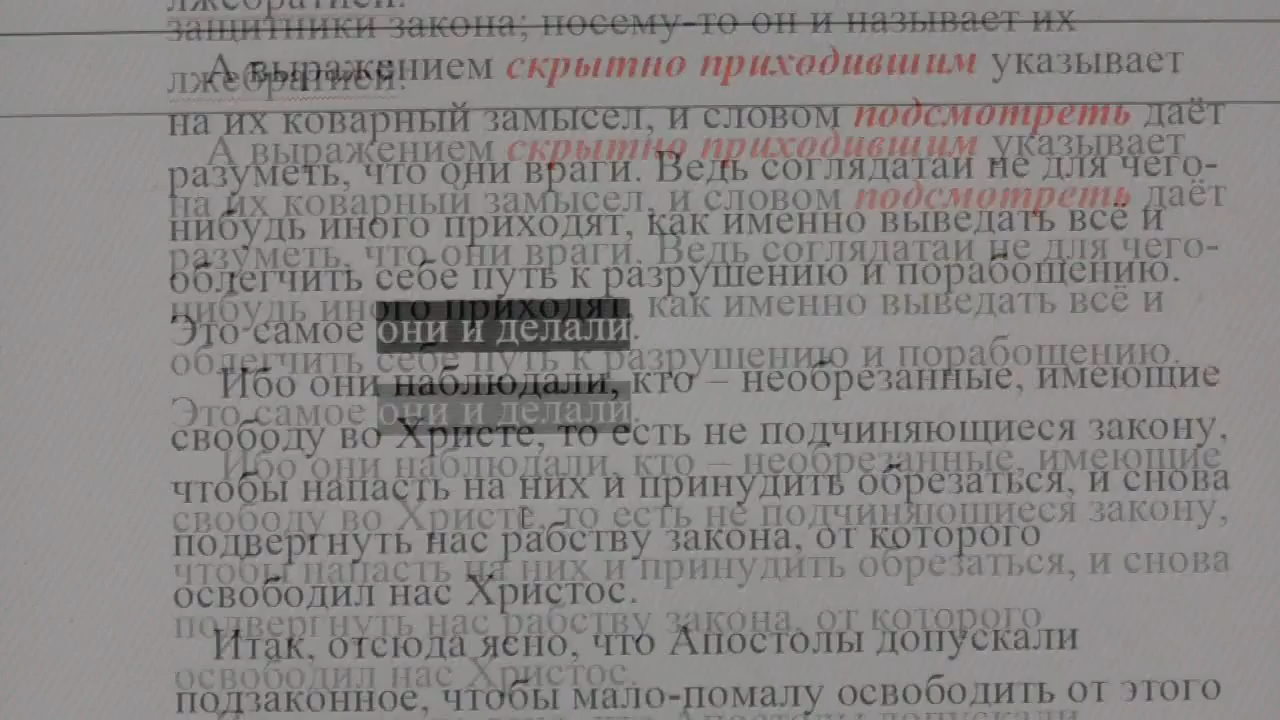 защитники закона; посему-то он и называет их
лжебратией.
А выражением скрытно приходившим указывает
на их коварный замысел, и словом подсмотреть даёт
разуметь, что они враги. Ведь соглядатаи не для чего-
нибудь иного приходят, как именно выведать всё и
облегчить себе путь к разрушению и порабощению.
Это самое они и делали.
Ибо они наблюдали, кто – необрезанные, имеющие
свободу во Христе, то есть не подчиняющиеся закону,
чтобы напасть на них и принудить обрезаться, и снова
подвергнуть нас рабству закона, от которого
освободил нас Христос.
Итак, отсюда ясно, что Апостолы допускали
подзаконное, чтобы мало-помалу освободить от этого